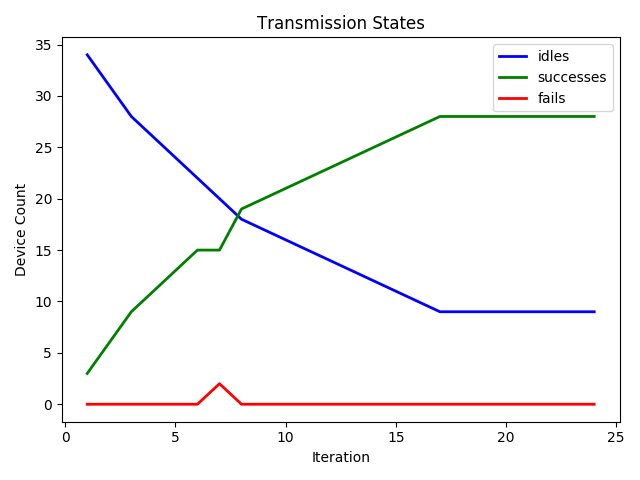 Transmission States
35
30
25
20
15
10
5
0
Device Count
idles
successes
fails
0 5 10 15 20 25
Iteration